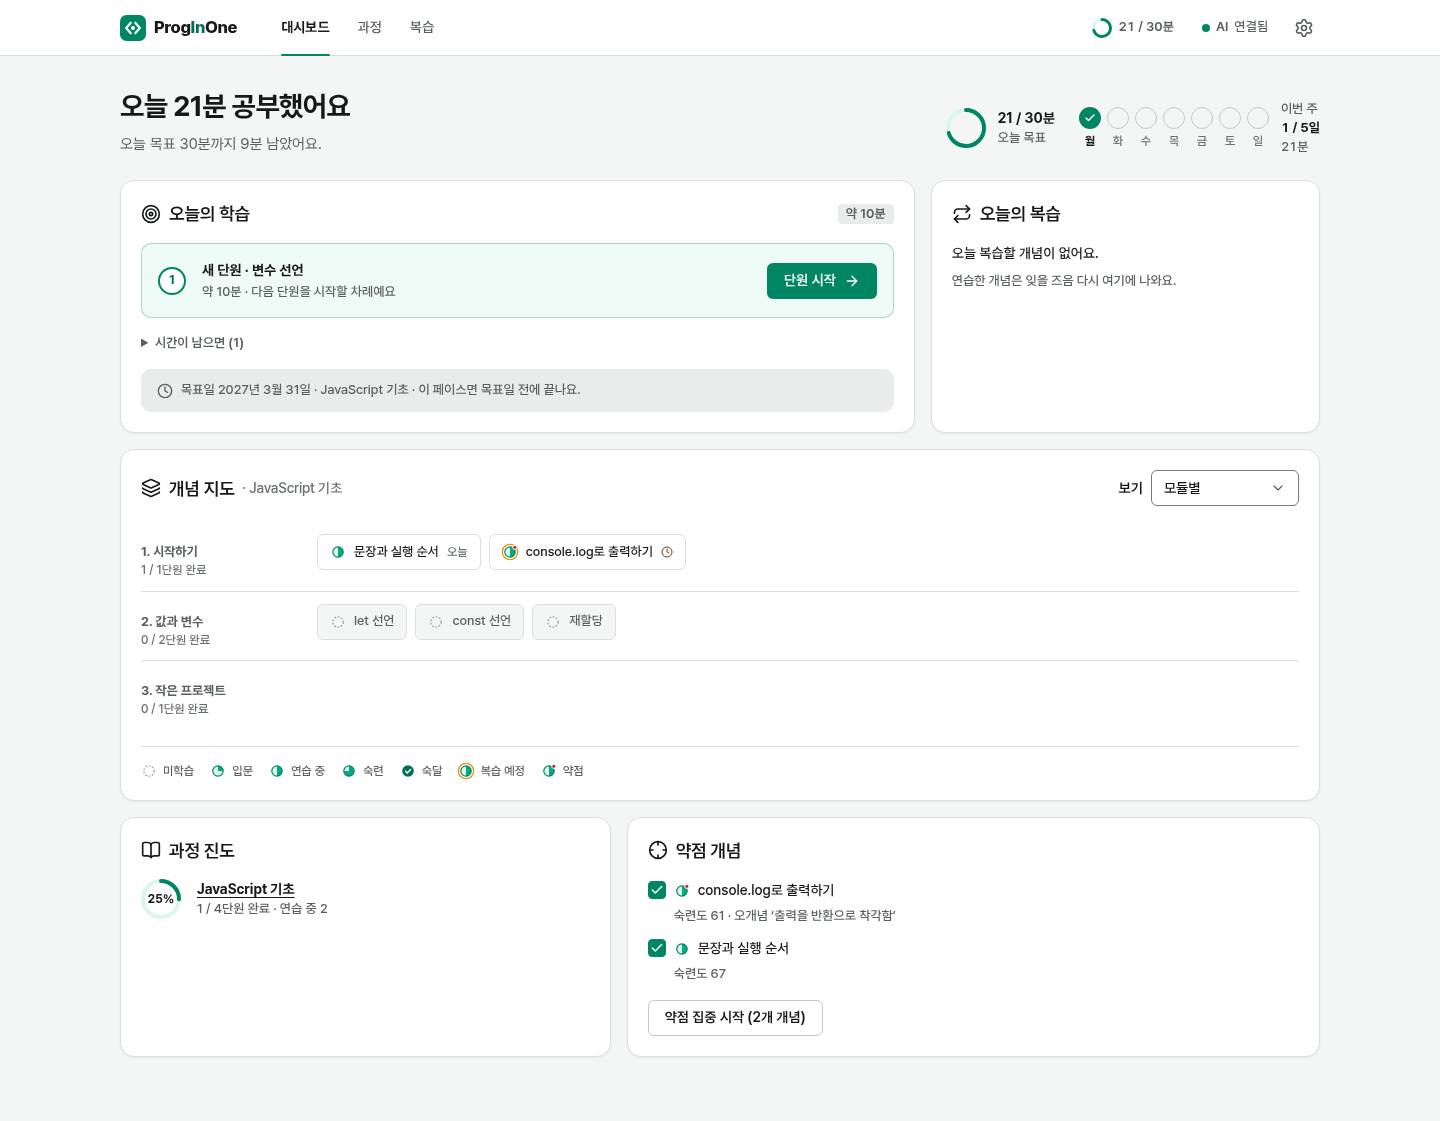 ProgInOne
대시보드
과정
복습
21 / 30분
AI 연결됨
오늘 21분 공부했어요
오늘 목표 30분까지 9분 남았어요.
21 / 30분
오늘 목표
월 화 수 목 금 토 일
이번 주
1 / 5일
21분
오늘의 학습
약 10분
1
새 단원 · 변수 선언
약 10분 · 다음 단원을 시작할 차례예요
단원 시작
시간이 남으면 (1)
목표일 2027년 3월 31일 · JavaScript 기초 · 이 페이스면 목표일 전에 끝나요.
오늘의 복습
오늘 복습할 개념이 없어요.
연습한 개념은 잊을 즈음 다시 여기에 나와요.
개념 지도 · JavaScript 기초
보기
모듈별
1. 시작하기
1 / 1단원 완료
문장과 실행 순서 오늘
console.log로 출력하기
2. 값과 변수
0 / 2단원 완료
let 선언
const 선언
재할당
3. 작은 프로젝트
0 / 1단원 완료
미학습 입문 연습 중 숙련 숙달 복습 예정 약점
과정 진도
25%
JavaScript 기초
1 / 4단원 완료 · 연습 중 2
약점 개념
console.log로 출력하기
숙련도 61 · 오개념 ‘출력을 반환으로 착각함’
문장과 실행 순서
숙련도 67
약점 집중 시작 (2개 개념)